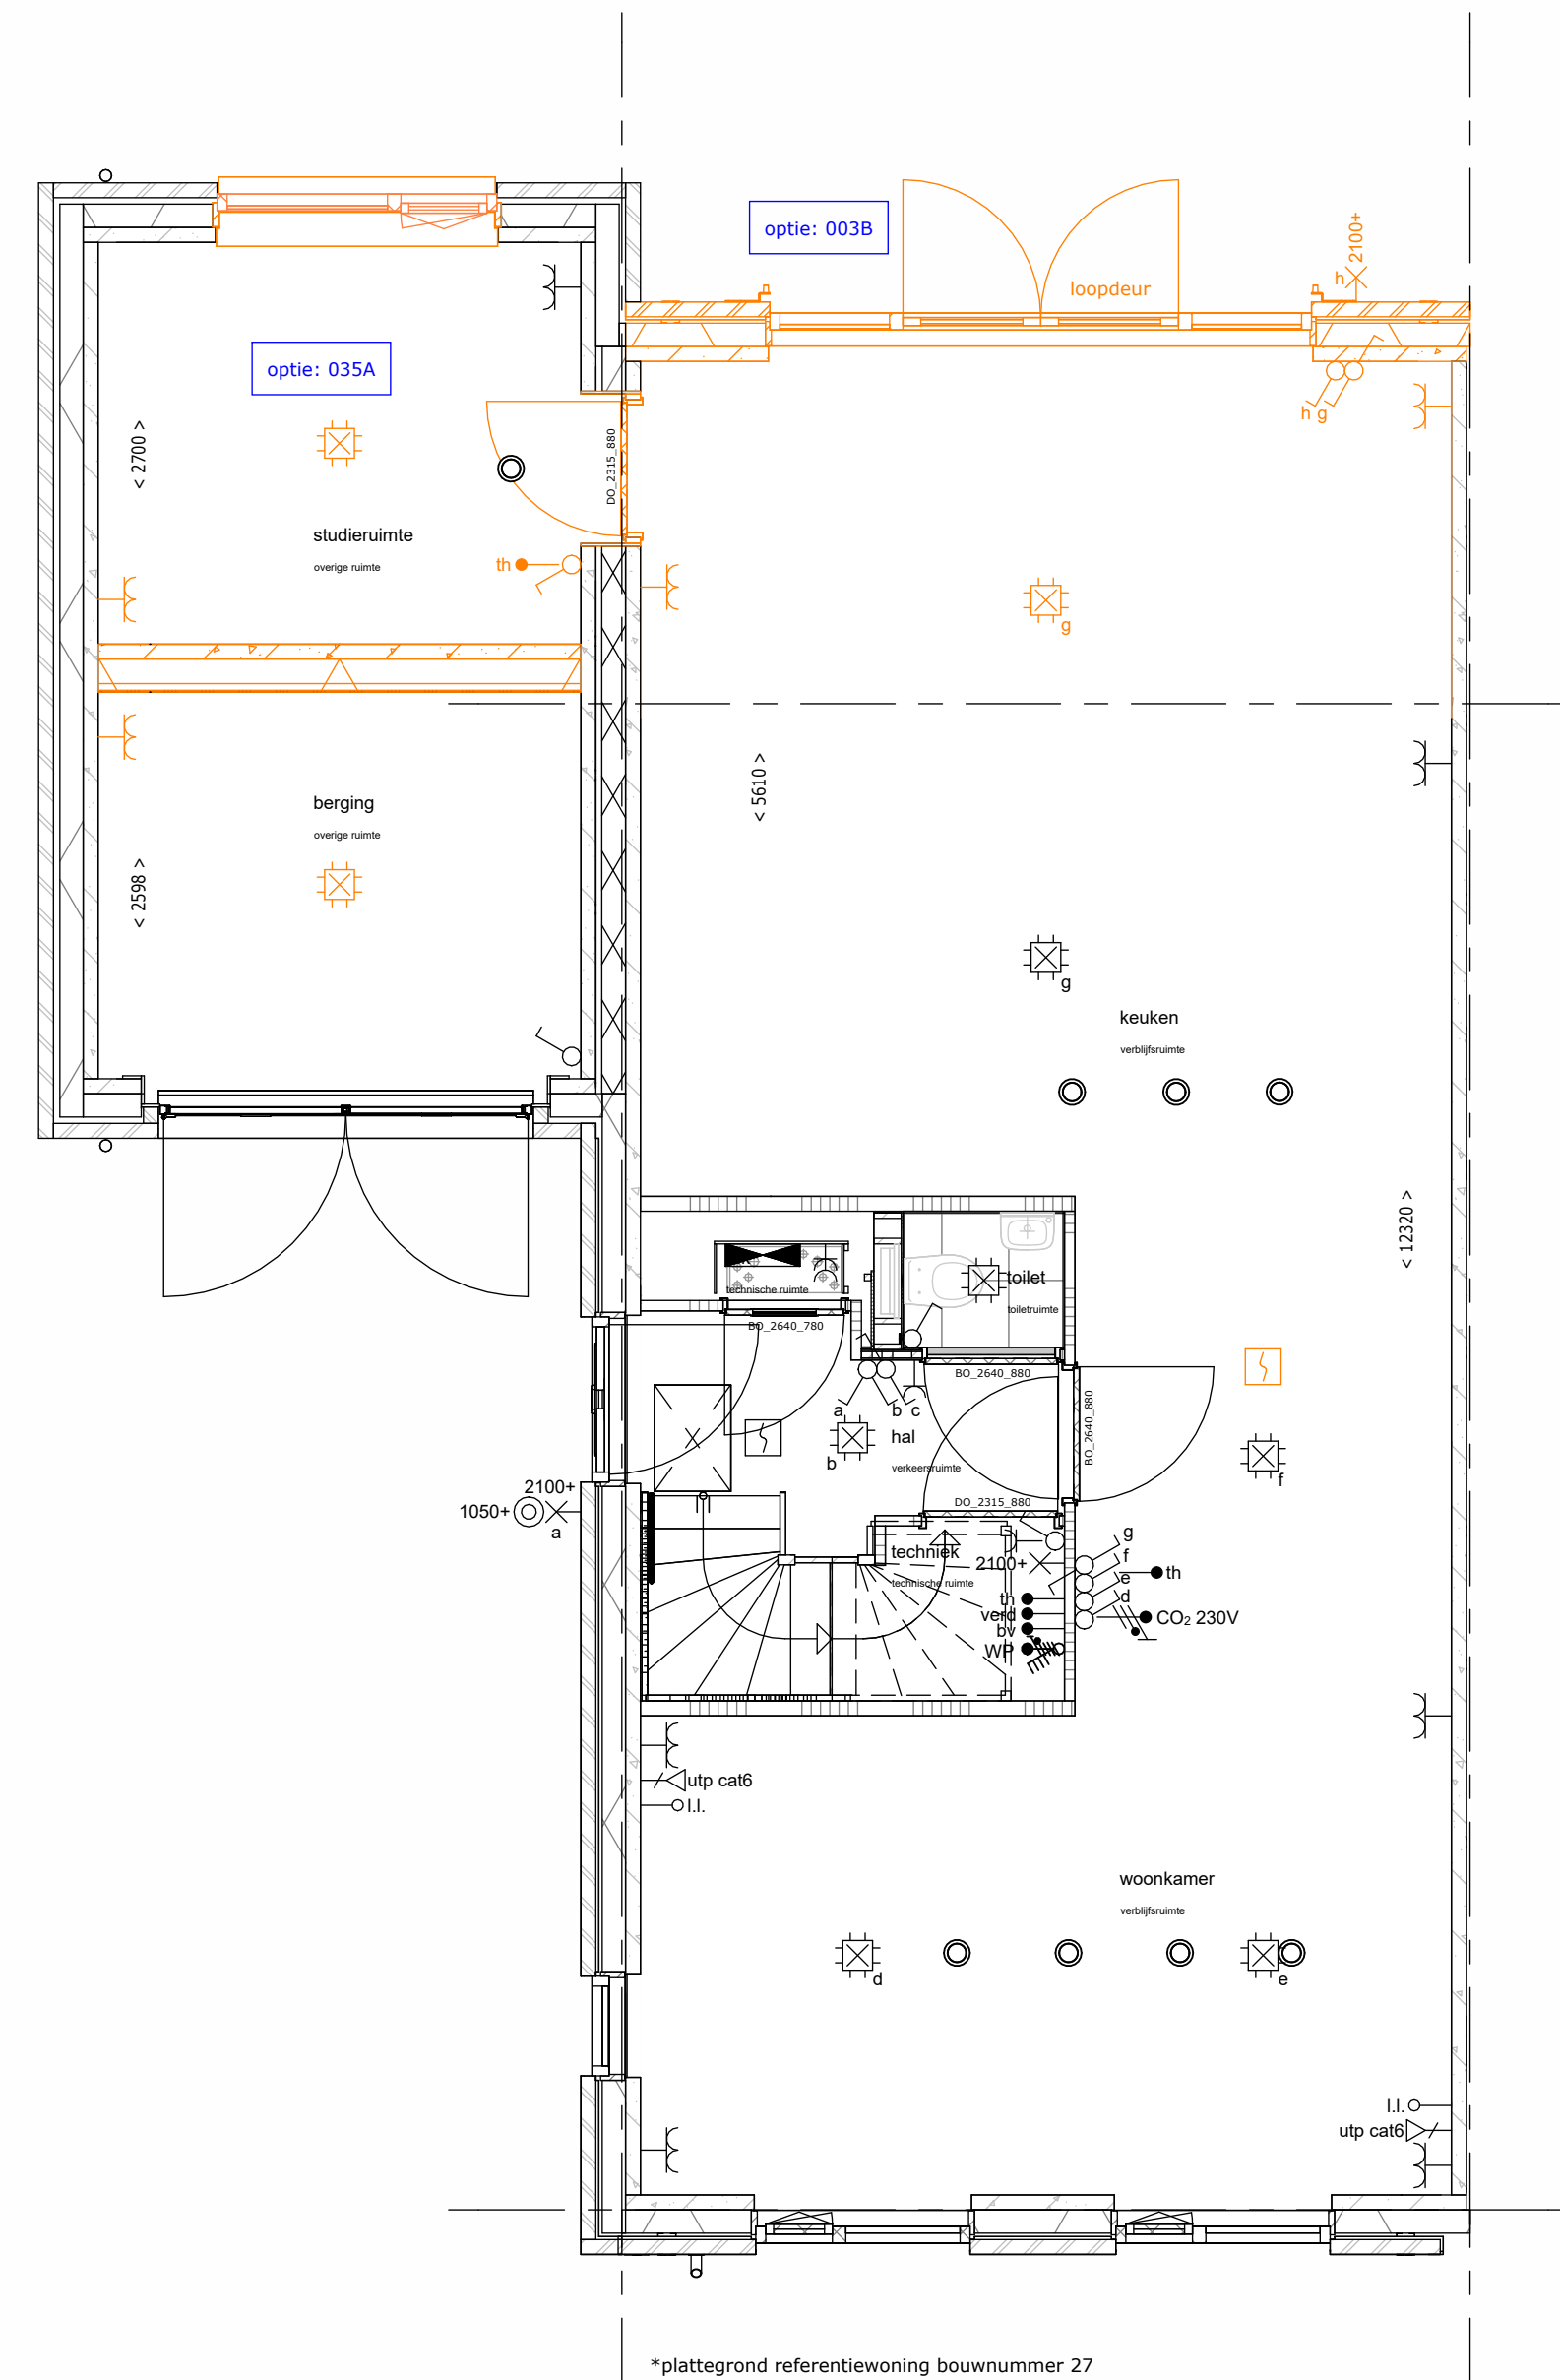 optie: 003B
2100+
h
loopdeur
optie: 035A
h g
< 2700 >
DO_2315_880
studieruimte
overige ruimte
th
g
< 5610 >
berging
overige ruimte
< 2598 >
g
keuken
verblijfsruimte
< 12320 >
toilet
toiletruimte
technische ruimte
BO_2640_780
BO_2640_880
BO_2640_880
a
b c
hal
b
verkeersruimte
f
2100+
1050+
a
DO_2315_880
techniek
2100+
technische ruimte
g
f
th
e
d
th
verd
bv
WP
CO₂ 230V
utp cat6
l.l.
woonkamer
verblijfsruimte
d
e
l.l.
utp cat6
*plattegrond referentiewoning bouwnummer 27